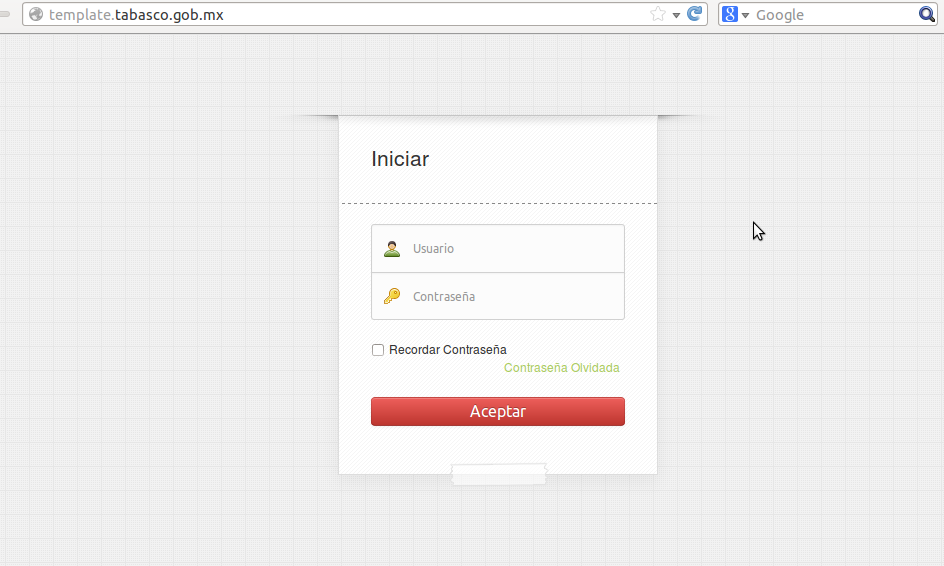 template.tabasco.gob.mx
Google
Iniciar
Usuario
Contraseña
Recordar Contraseña
Contraseña Olvidada
Aceptar